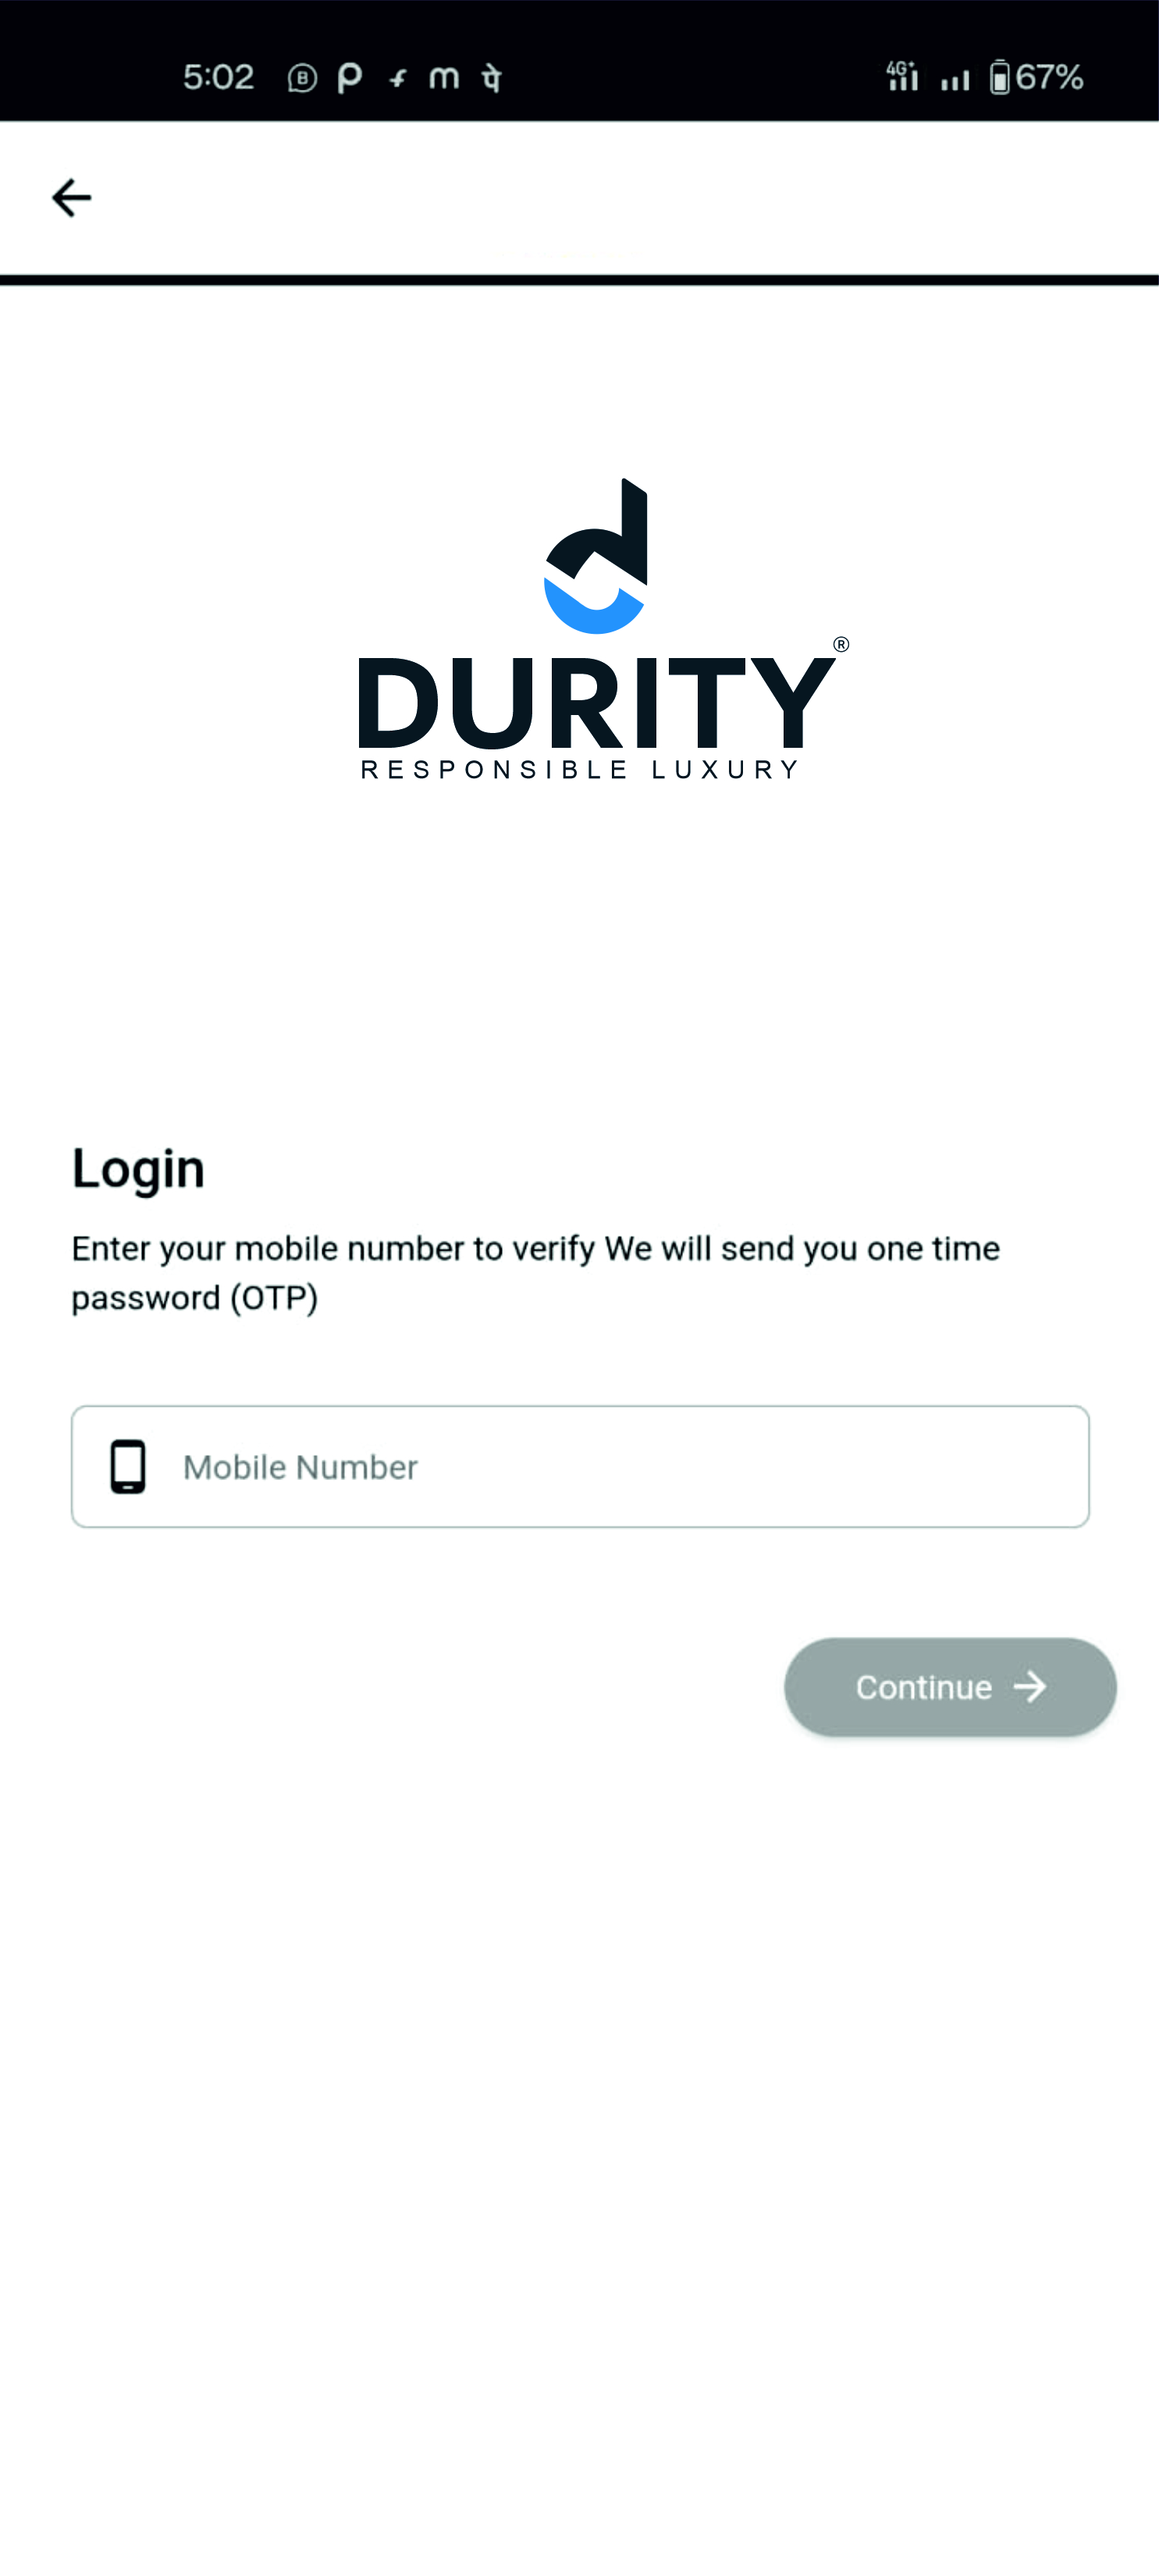 5:02 4G+ 67%
DURITY®
RESPONSIBLE LUXURY
Login
Enter your mobile number to verify We will send you one time
password (OTP)
Mobile Number
Continue